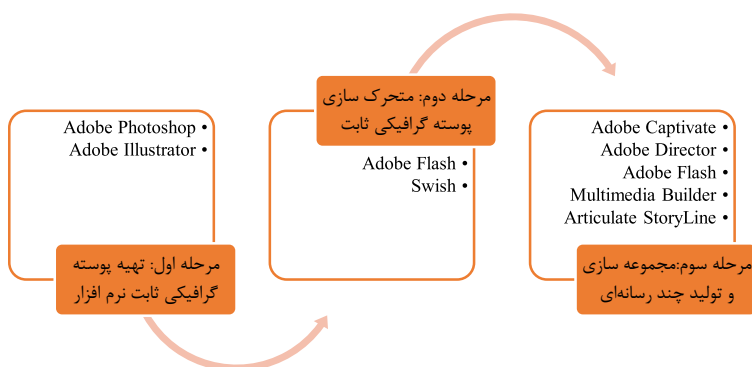 Adobe Photoshop •
Adobe Illustrator •
مرحله اول: تهیه پوسته
گرافیکی ثابت نرم افزار
مرحله دوم: متحرک سازی
پوسته گرافیکی ثابت
Adobe Flash •
Swish •
Adobe Captivate •
Adobe Director •
Adobe Flash •
Multimedia Builder •
Articulate StoryLine •
مرحله سوم:مجموعه سازی
و تولید چند رسانه‌ای